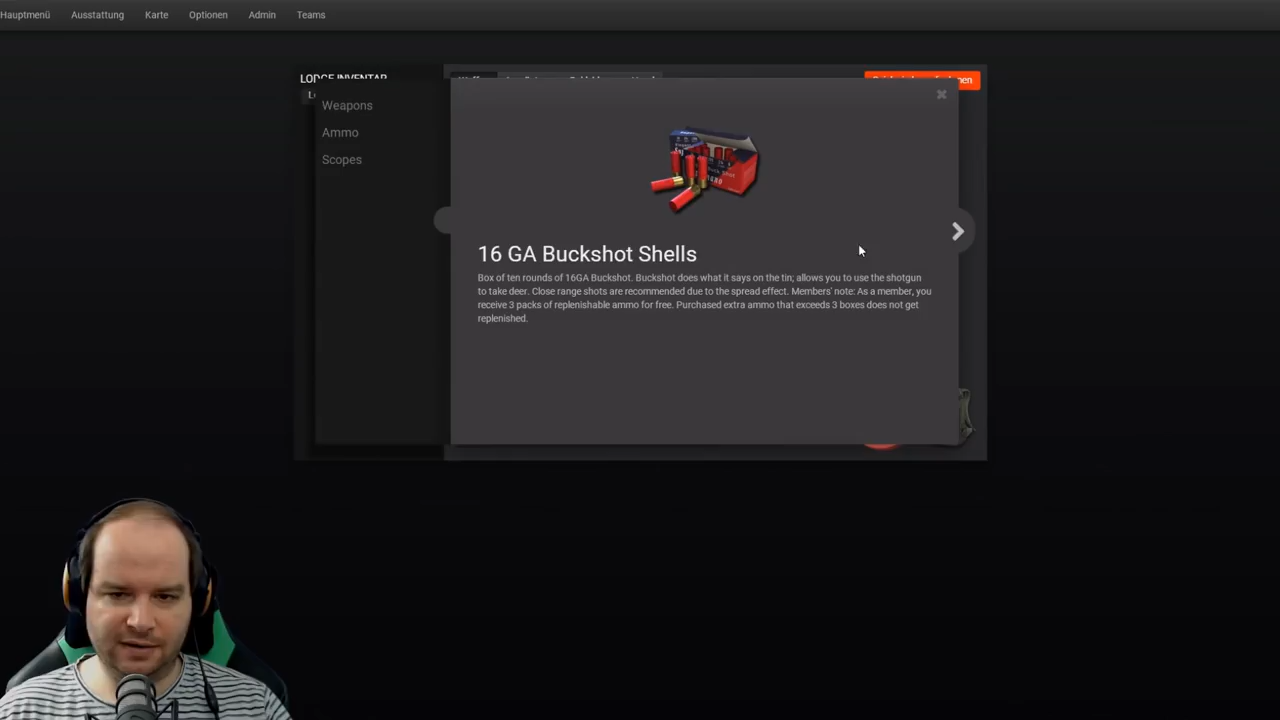 Hauptmenü Ausstattung Karte Optionen Admin Teams
LODGE INVENTAR
Weapons
Ammo
Scopes
16 GA Buckshot Shells
Box of ten rounds of 16GA Buckshot. Buckshot does what it says on the tin; allows you to use the shotgun
to take deer. Close range shots are recommended due to the spread effect. Members' note: As a member, you
receive 3 packs of replenishable ammo for free. Purchased extra ammo that exceeds 3 boxes does not get
replenished.